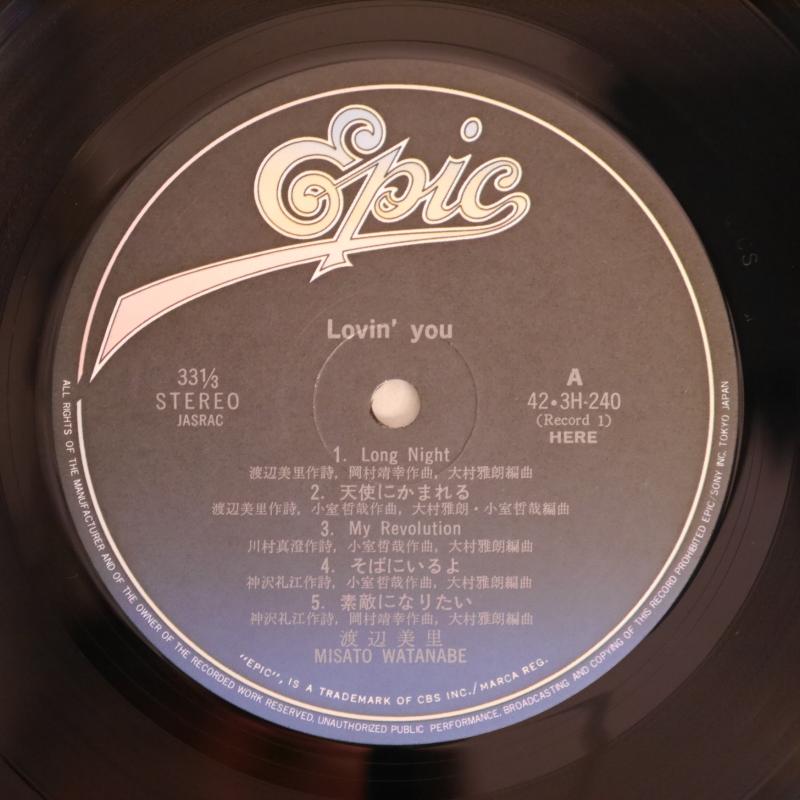 Epic
Lovin' you
33⅓
STEREO
JASRAC
A
42•3H-240
(Record 1)
HERE
1. Long Night
渡辺美里作詩，岡村靖幸作曲，大村雅朗編曲
2. 天使にかまれる
渡辺美里作詩，小室哲哉作曲，大村雅朗・小室哲哉編曲
3. My Revolution
川村真澄作詩，小室哲哉作曲，大村雅朗編曲
4. そばにいるよ
神沢礼江作詩，小室哲哉作曲，大村雅朗編曲
5. 素敵になりたい
神沢礼江作詩，岡村靖幸作曲，大村雅朗編曲
渡辺美里
MISATO WATANABE
"EPIC", IS A TRADEMARK OF CBS INC./MARCA REG.
ALL RIGHTS OF THE MANUFACTURER AND OF THE OWNER OF THE RECORDED WORK RESERVED, UNAUTHORIZED PUBLIC PERFORMANCE, BROADCASTING AND COPYING OF THIS RECORD PROHIBITED EPIC/SONY INC. TOKYO JAPAN